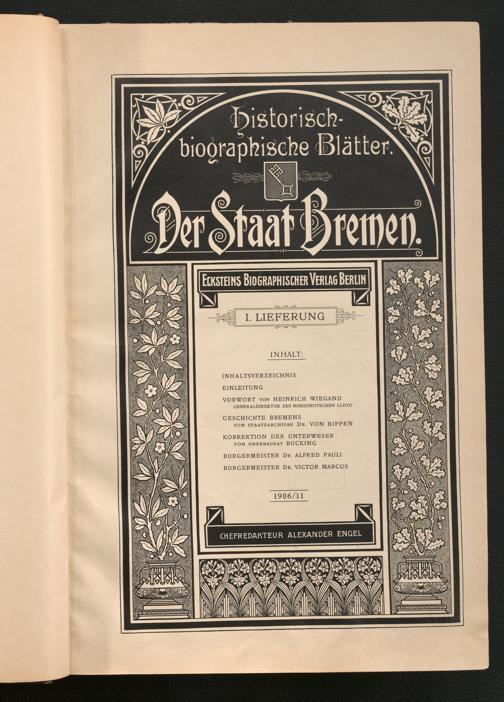 Historisch-
biographische Blätter.
Der Staat Bremen.
ECKSTEINS BIOGRAPHISCHER VERLAG BERLIN
I. LIEFERUNG
INHALT:
INHALTSVERZEICHNIS
EINLEITUNG
VORWORT VON HEINRICH WIEGAND
GENERALDIREKTOR DES NORDDEUTSCHEN LLOYD
GESCHICHTE BREMENS
VON STAATSARCHIVAR DR. VON BIPPEN
KORREKTION DER UNTERWESER
VON OBERBAURAT BÜCKING
BÜRGERMEISTER DR. ALFRED PAULI
BÜRGERMEISTER DR. VICTOR MARCUS
1906/11
CHEFREDAKTEUR ALEXANDER ENGEL